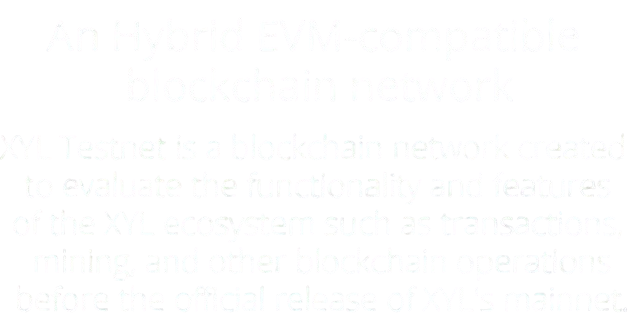 An Hybrid EVM-compatible
blockchain network
XYL Testnet is a blockchain network created
to evaluate the functionality and features
of the XYL ecosystem such as transactions,
mining, and other blockchain operations
before the official release of XYL's mainnet.